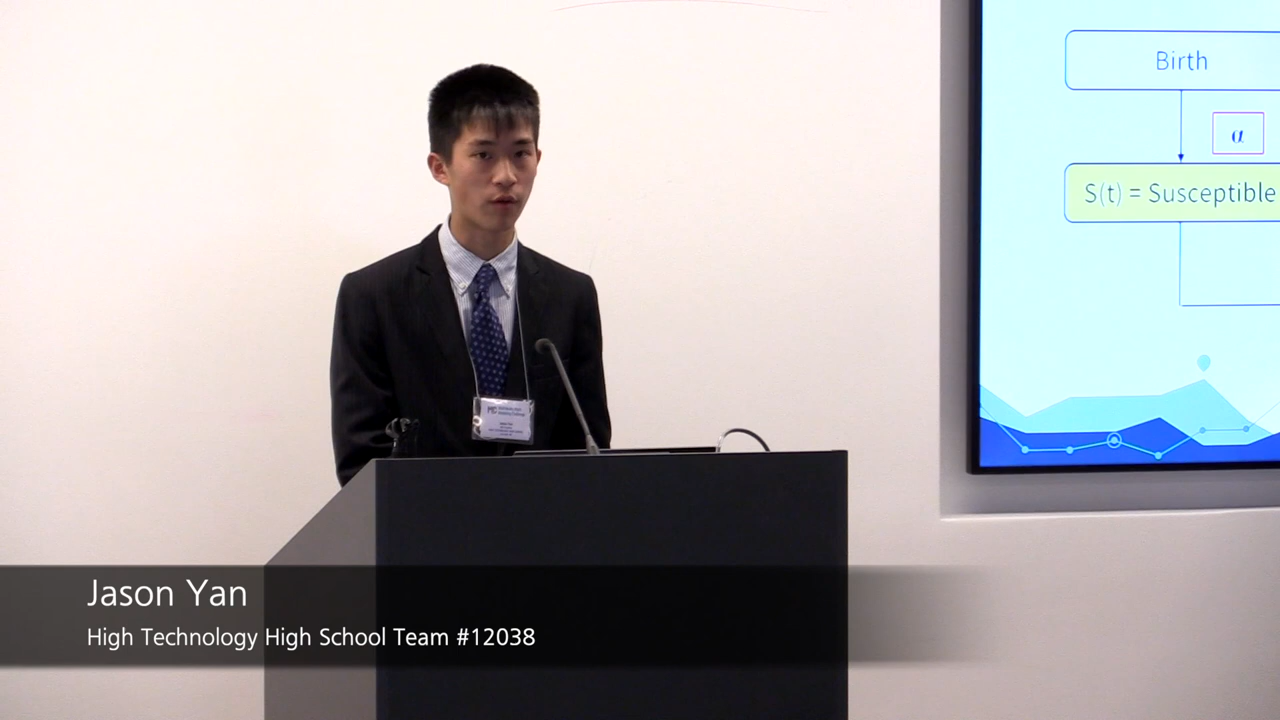 Birth
α
S(t) = Susceptible
Jason Yan
High Technology High School Team #12038